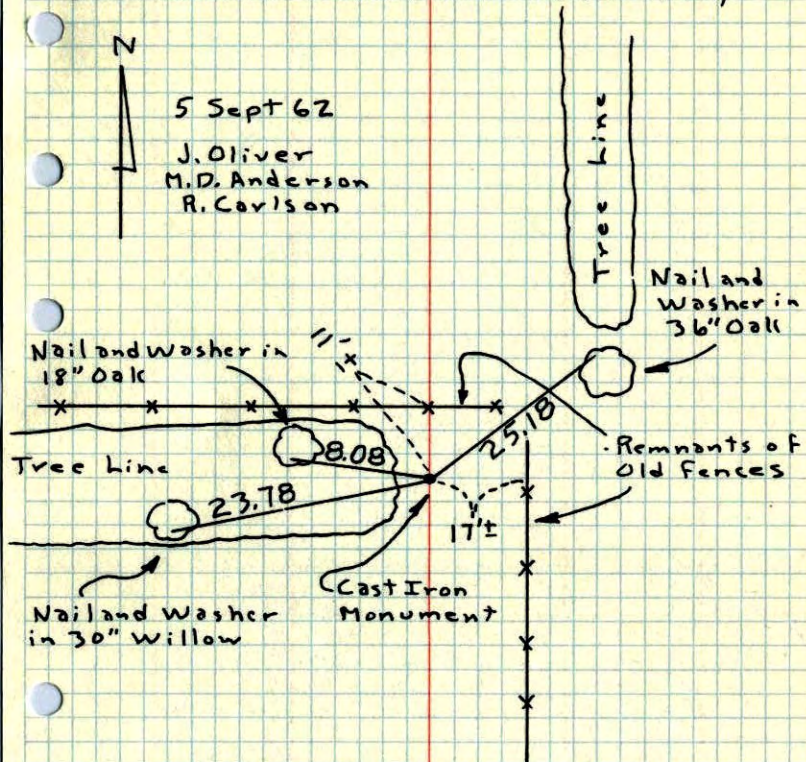 N
5 Sept 62
J. Oliver
M.D. Anderson
R. Carlson
Tree Line
Nail and
Washer in
36" Oak
Nail and Washer in
18" Oak
11'
25.18
8.08
Tree Line
23.78
Remnants of
Old Fences
17'±
Cast Iron
Monument
Nail and Washer
in 30" Willow